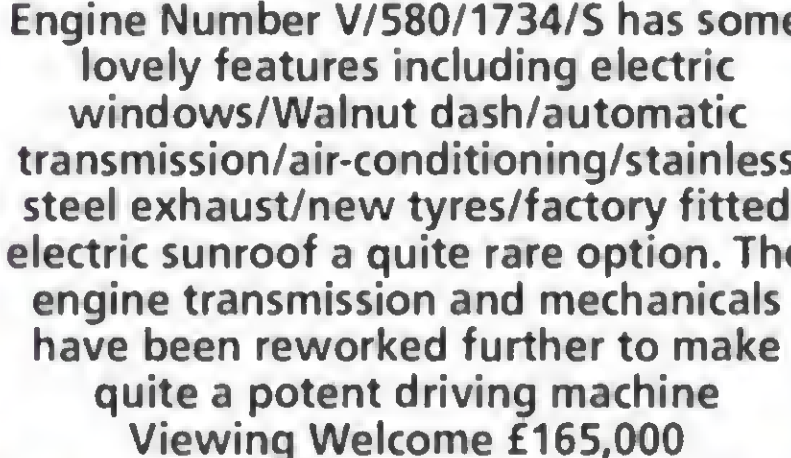 Engine Number V/580/1734/S has some
lovely features including electric
windows/Walnut dash/automatic
transmission/air-conditioning/stainless
steel exhaust/new tyres/factory fitted
electric sunroof a quite rare option. The
engine transmission and mechanicals
have been reworked further to make
quite a potent driving machine
Viewing Welcome £165,000